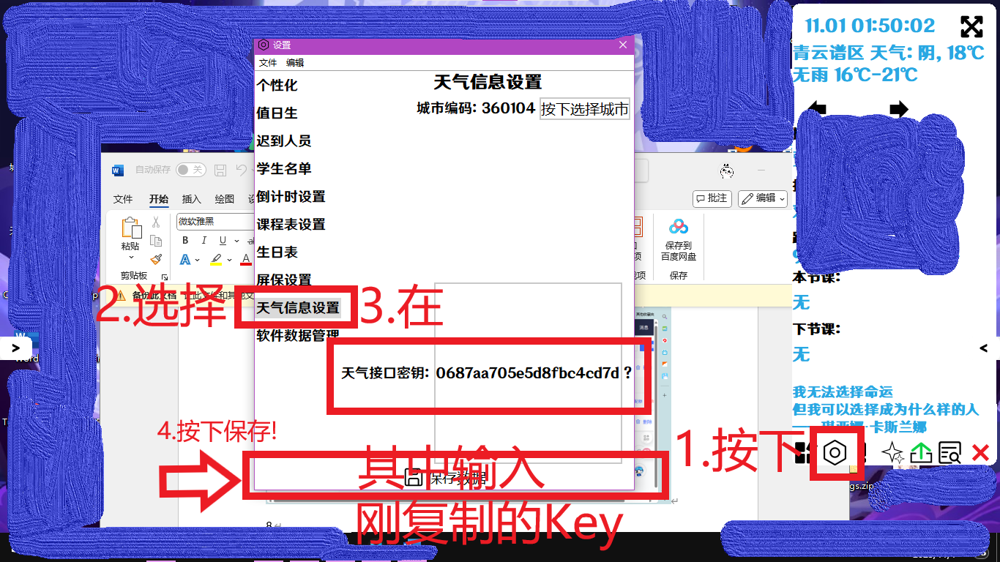 11.01 01:50:02
青云谱区 天气: 阴, 18℃
无雨 16℃-21℃
设置
文件 编辑
天气信息设置
城市编码: 360104 按下选择城市
个性化
值日生
迟到人员
学生名单
倒计时设置
课程表设置
生日表
屏保设置
天气信息设置
软件数据管理
天气接口密钥: 0687aa705e5d8fbc4cd7d ?
保存数据
自动保存 关
文件 开始 插入 绘图
批注 编辑
微软雅黑
粘贴
B I U
A A
剪贴板
保存到
百度网盘
保存
消息
2.选择
3.在
4.按下保存!
其中输入
刚复制的Key
1.按下
本节课:
无
下节课:
无
我无法选择命运
但我可以选择成为什么样的人
卡斯兰娜
Word
gs.zip